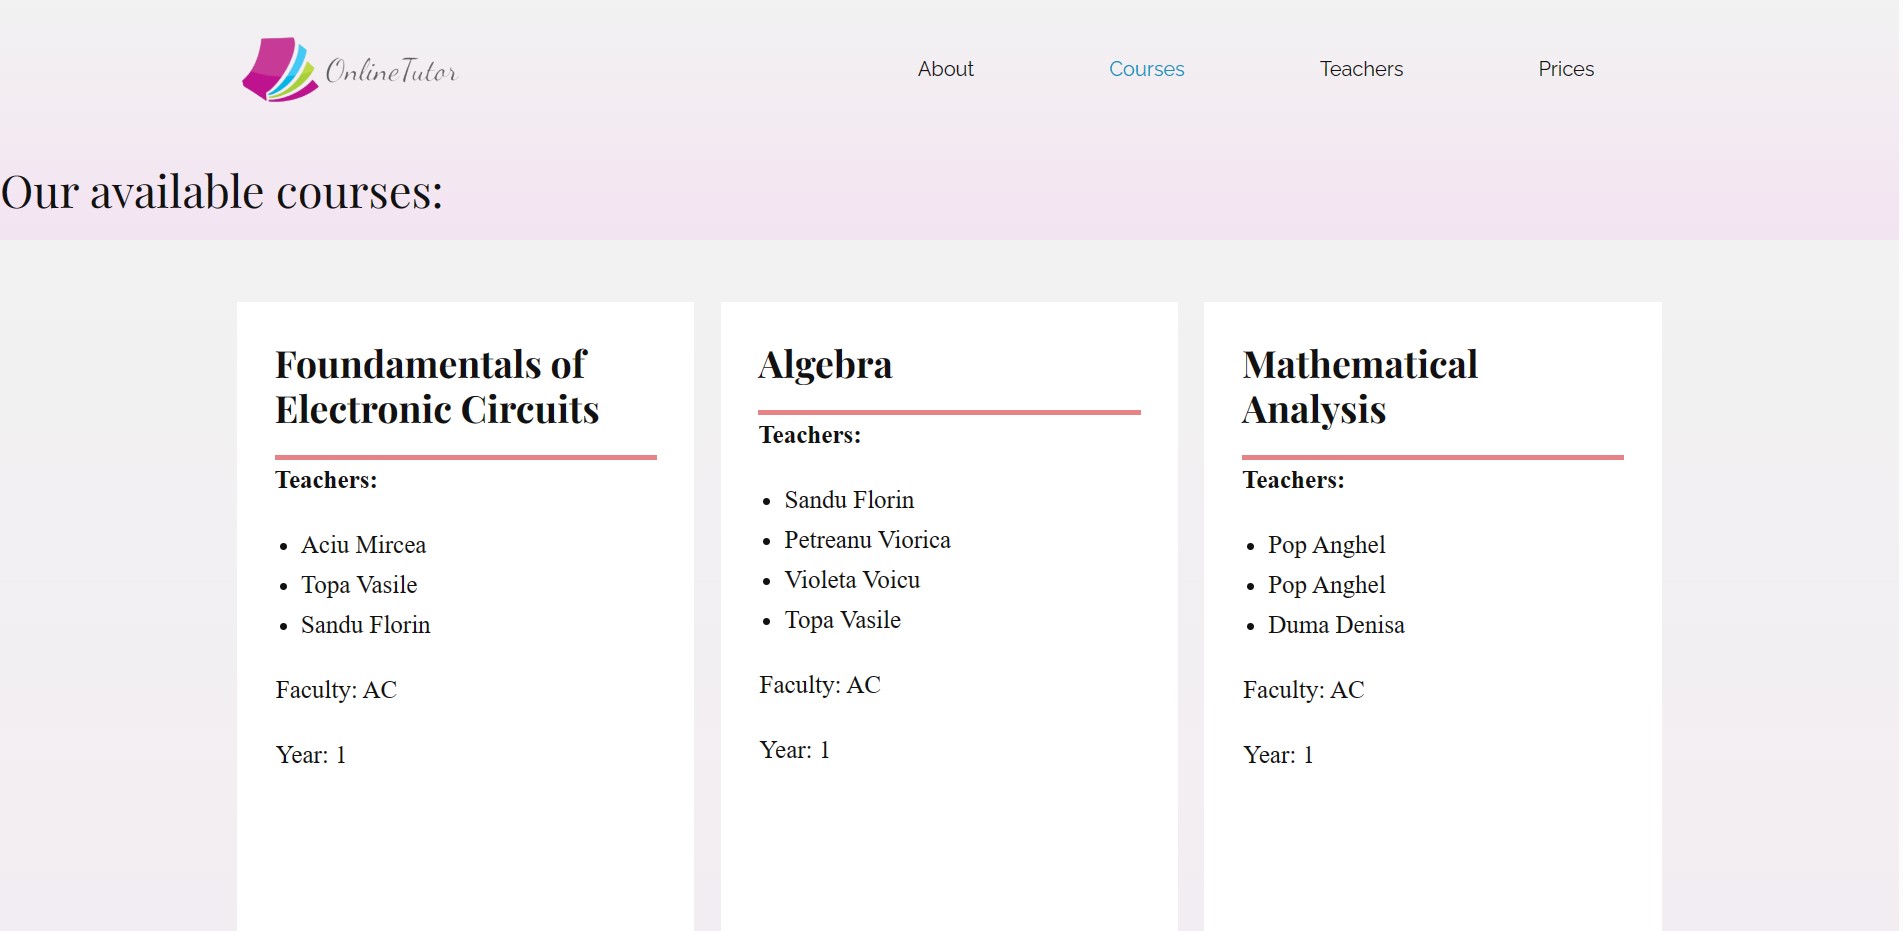 OnlineTutor
About Courses Teachers Prices
Our available courses:
Foundamentals of
Electronic Circuits
Teachers:
Aciu Mircea
Topa Vasile
Sandu Florin
Faculty: AC
Year: 1
Algebra
Teachers:
Sandu Florin
Petreanu Viorica
Violeta Voicu
Topa Vasile
Faculty: AC
Year: 1
Mathematical
Analysis
Teachers:
Pop Anghel
Pop Anghel
Duma Denisa
Faculty: AC
Year: 1